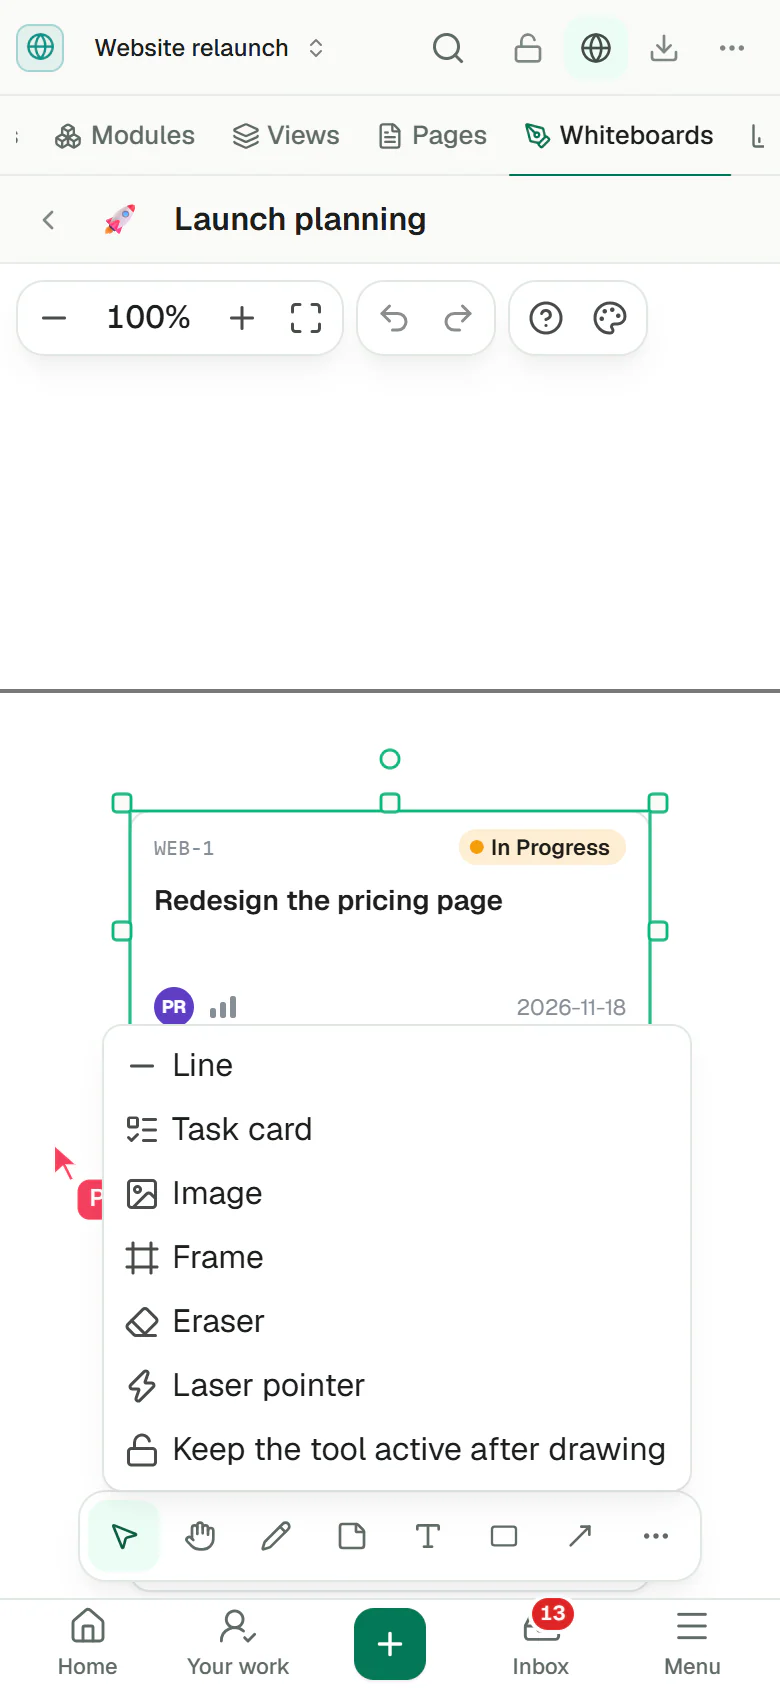 Website relaunch
Modules
Views
Pages
Whiteboards
Launch planning
100%
WEB-1
In Progress
Redesign the pricing page
PR
2026-11-18
Line
Task card
Image
Frame
Eraser
Laser pointer
Keep the tool active after drawing
Home
Your work
13
Inbox
Menu